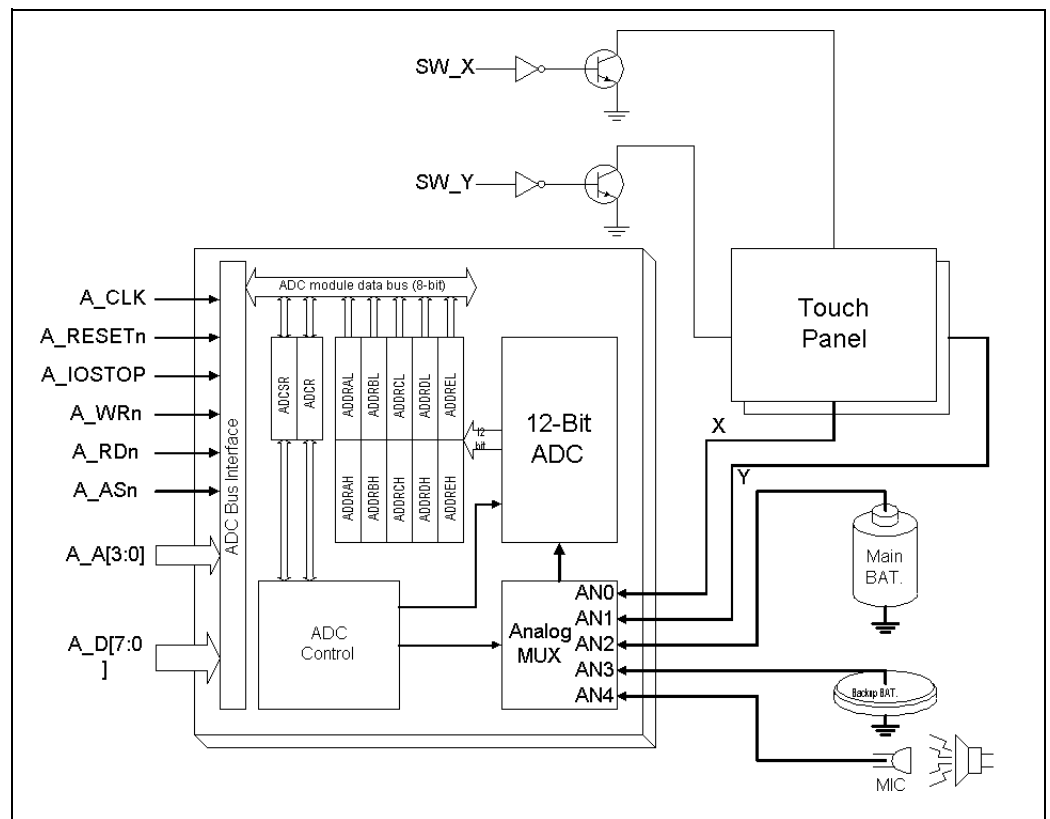 SW_X
SW_Y
ADC module data bus (8-bit)
A_CLK
A_RESETn
A_IOSTOP
A_WRn
A_RDn
A_ASn
A_A[3:0]
A_D[7:0
]
ADC Bus Interface
ADCSR
ADCR
ADDRAL
ADDRBL
ADDRCL
ADDRDL
ADDREL
ADDRAH
ADDRBH
ADDRCH
ADDRDH
ADDREH
12
bit
12-Bit
ADC
Touch
Panel
X
Y
ADC
Control
Analog
MUX
AN0
AN1
AN2
AN3
AN4
Main
BAT.
Backup BAT.
MIC